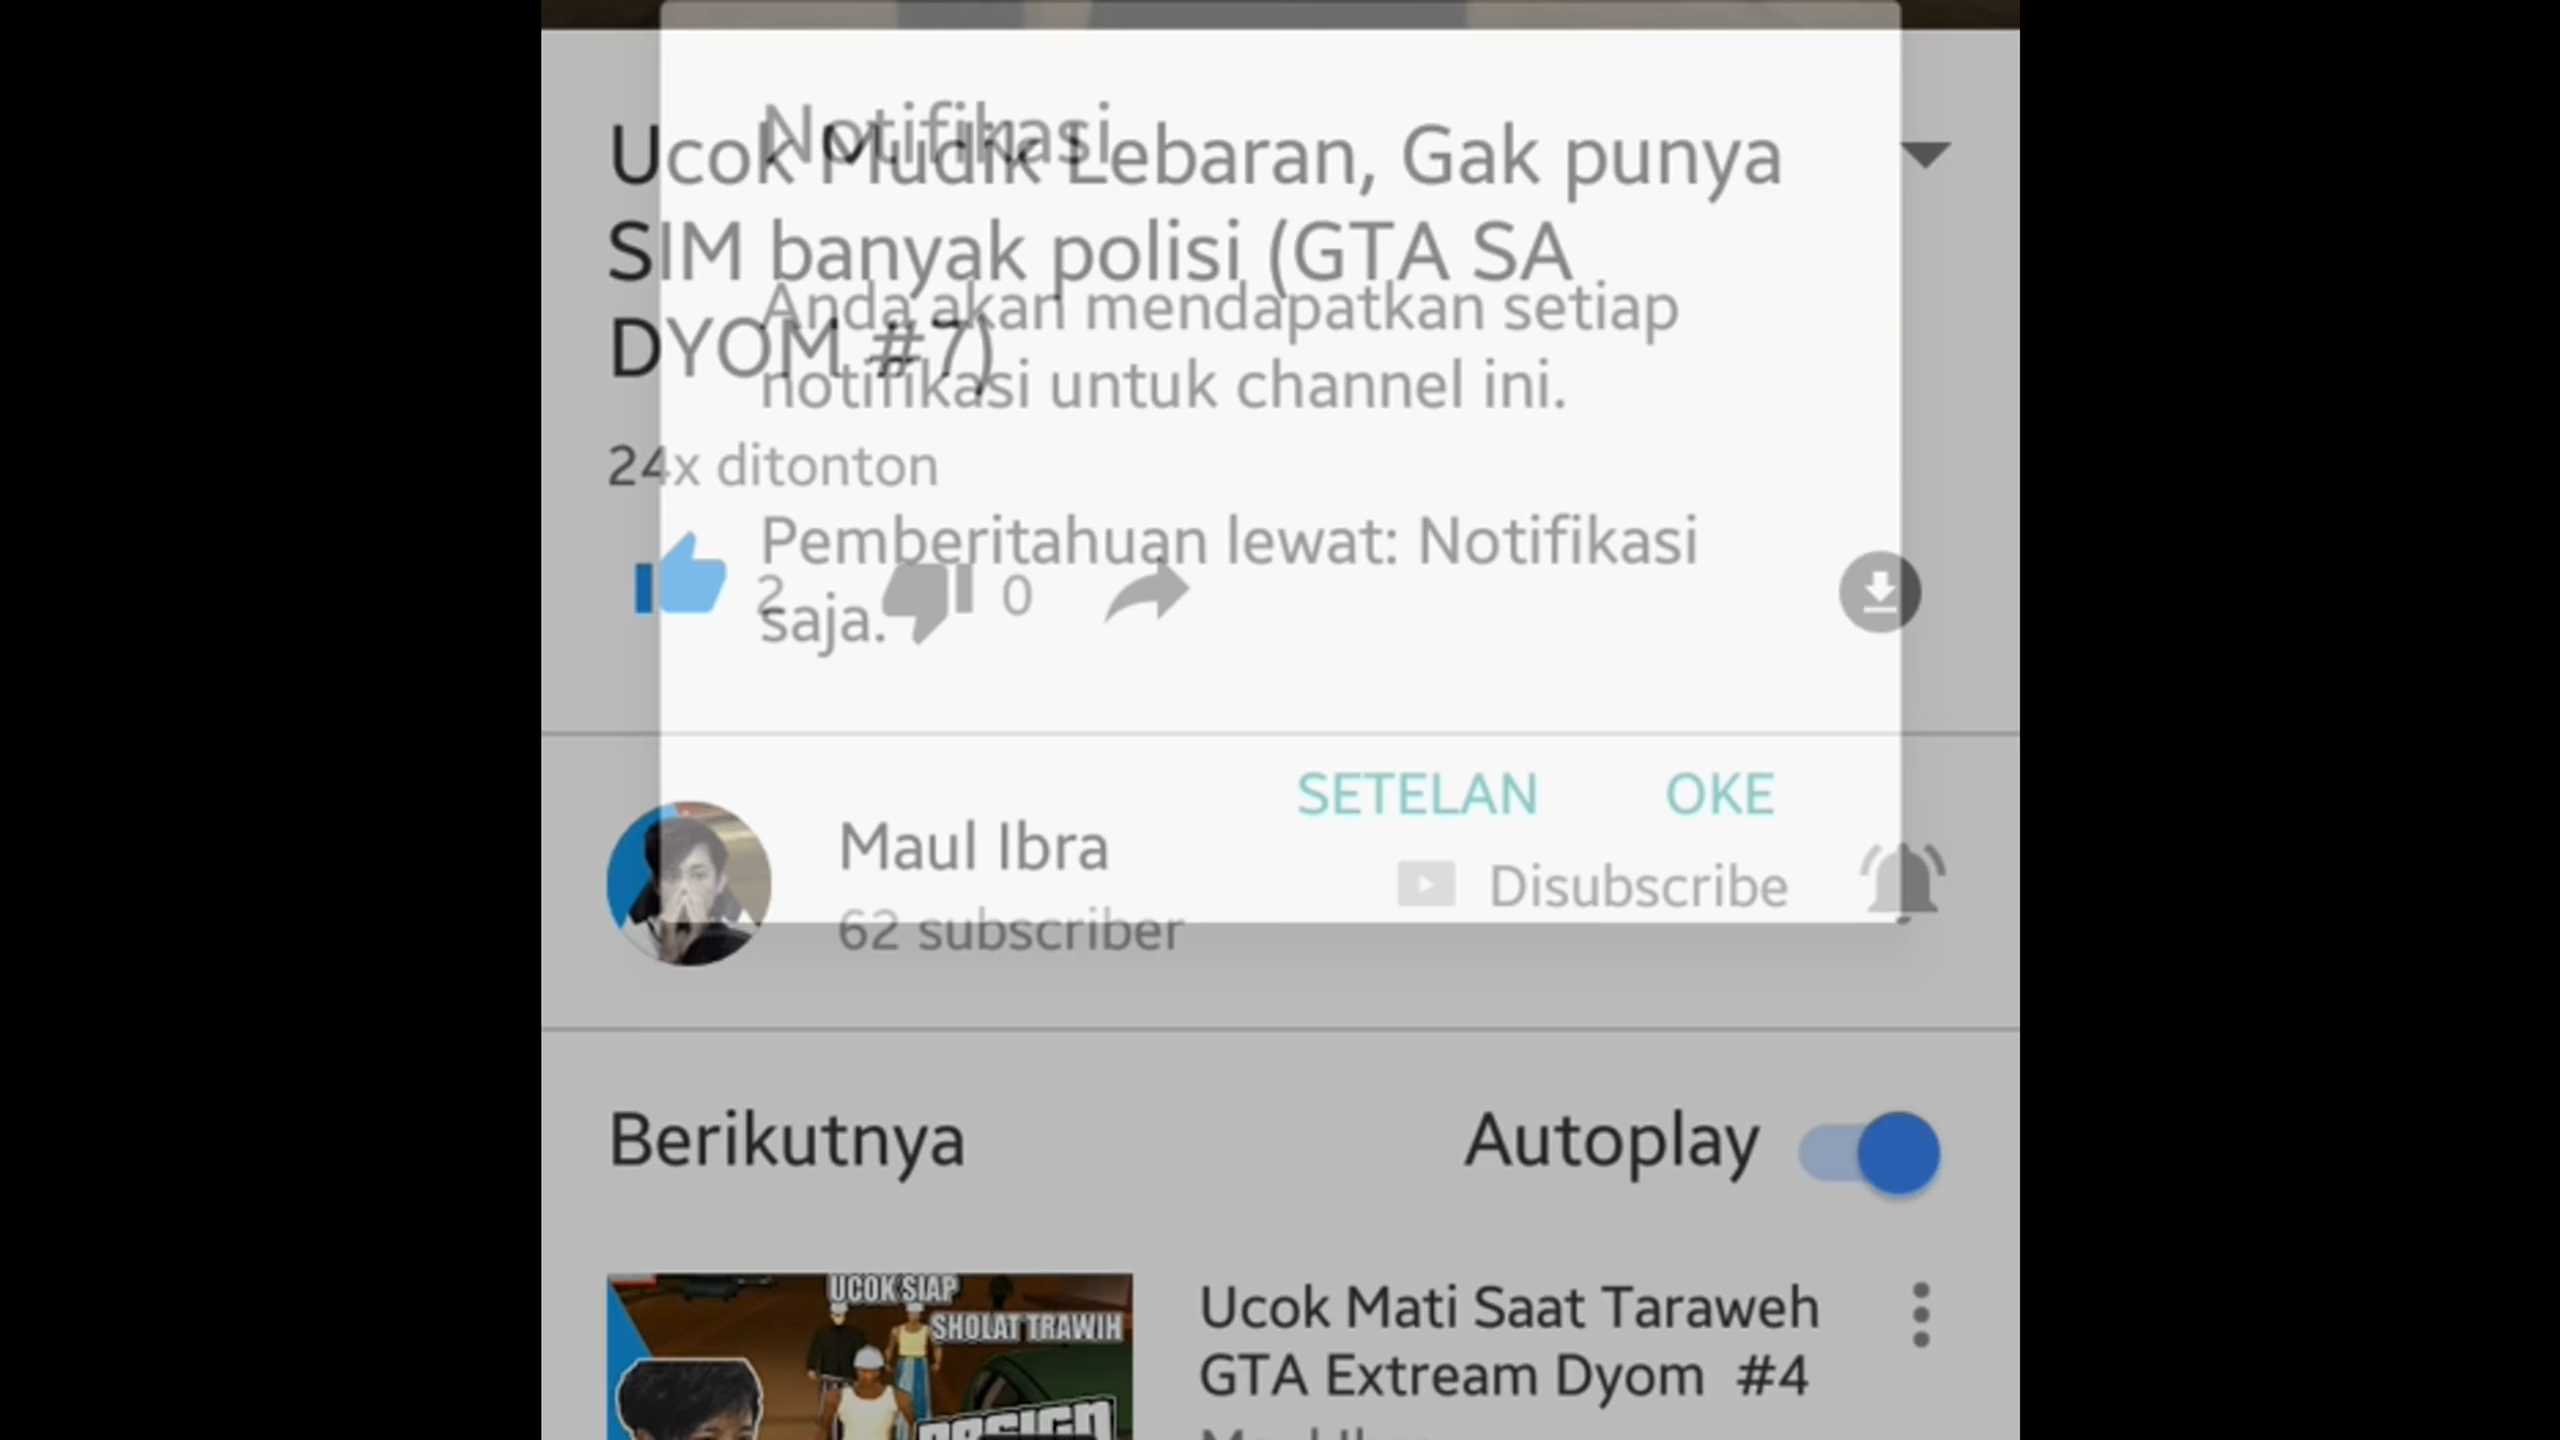 Notifikasi
Ucok Mudik Lebaran, Gak punya
SIM banyak polisi (GTA SA
DYOM #7)
Anda akan mendapatkan setiap
notifikasi untuk channel ini.
24x ditonton
Pemberitahuan lewat: Notifikasi
saja.
2
0
SETELAN
OKE
Maul Ibra
62 subscriber
Disubscribe
Berikutnya
Autoplay
UCOK SIAP
SHOLAT TRAWIH
Ucok Mati Saat Taraweh
GTA Extream Dyom #4